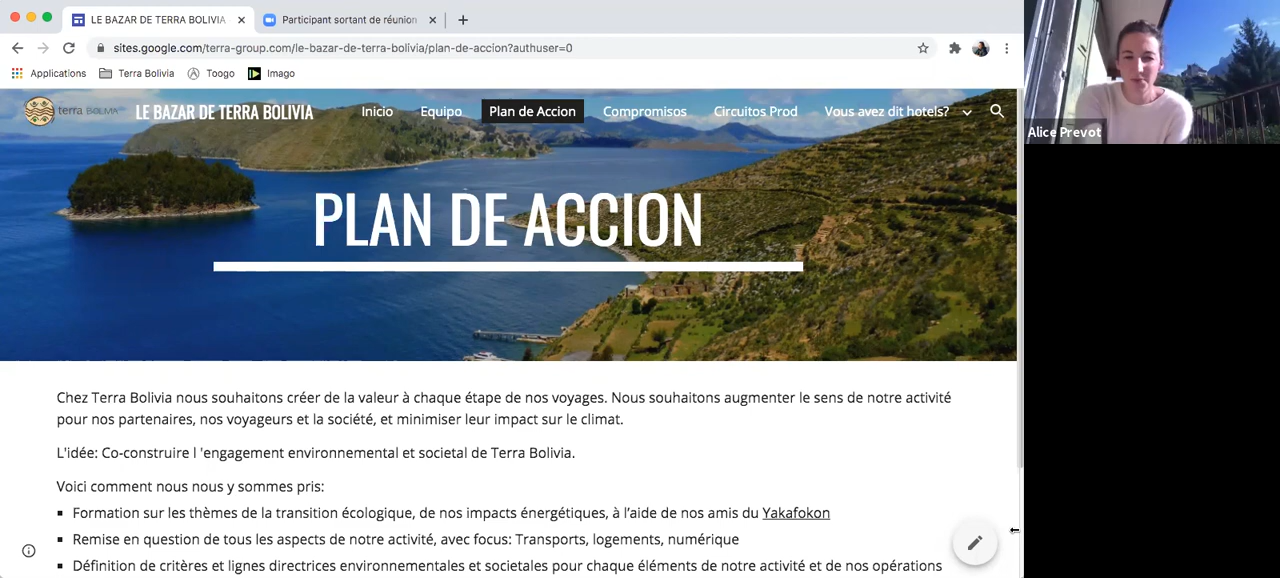 LE BAZAR DE TERRA BOLIVIA
Participant sortant de réunion
sites.google.com/terra-group.com/le-bazar-de-terra-bolivia/plan-de-accion?authuser=0
Applications Terra Bolivia Toogo Imago
terra BOLIVIA LE BAZAR DE TERRA BOLIVIA Inicio Equipo Plan de Accion Compromisos Circuitos Prod Vous avez dit hotels?
Alice Prevot
PLAN DE ACCION
Chez Terra Bolivia nous souhaitons créer de la valeur à chaque étape de nos voyages. Nous souhaitons augmenter le sens de notre activité
pour nos partenaires, nos voyageurs et la société, et minimiser leur impact sur le climat.
L'idée: Co-construire l 'engagement environnemental et societal de Terra Bolivia.
Voici comment nous nous y sommes pris:
▪ Formation sur les thèmes de la transition écologique, de nos impacts énergétiques, à l'aide de nos amis du Yakafokon
▪ Remise en question de tous les aspects de notre activité, avec focus: Transports, logements, numérique
▪ Définition de critères et lignes directrices environnementales et societales pour chaque éléments de notre activité et de nos opérations